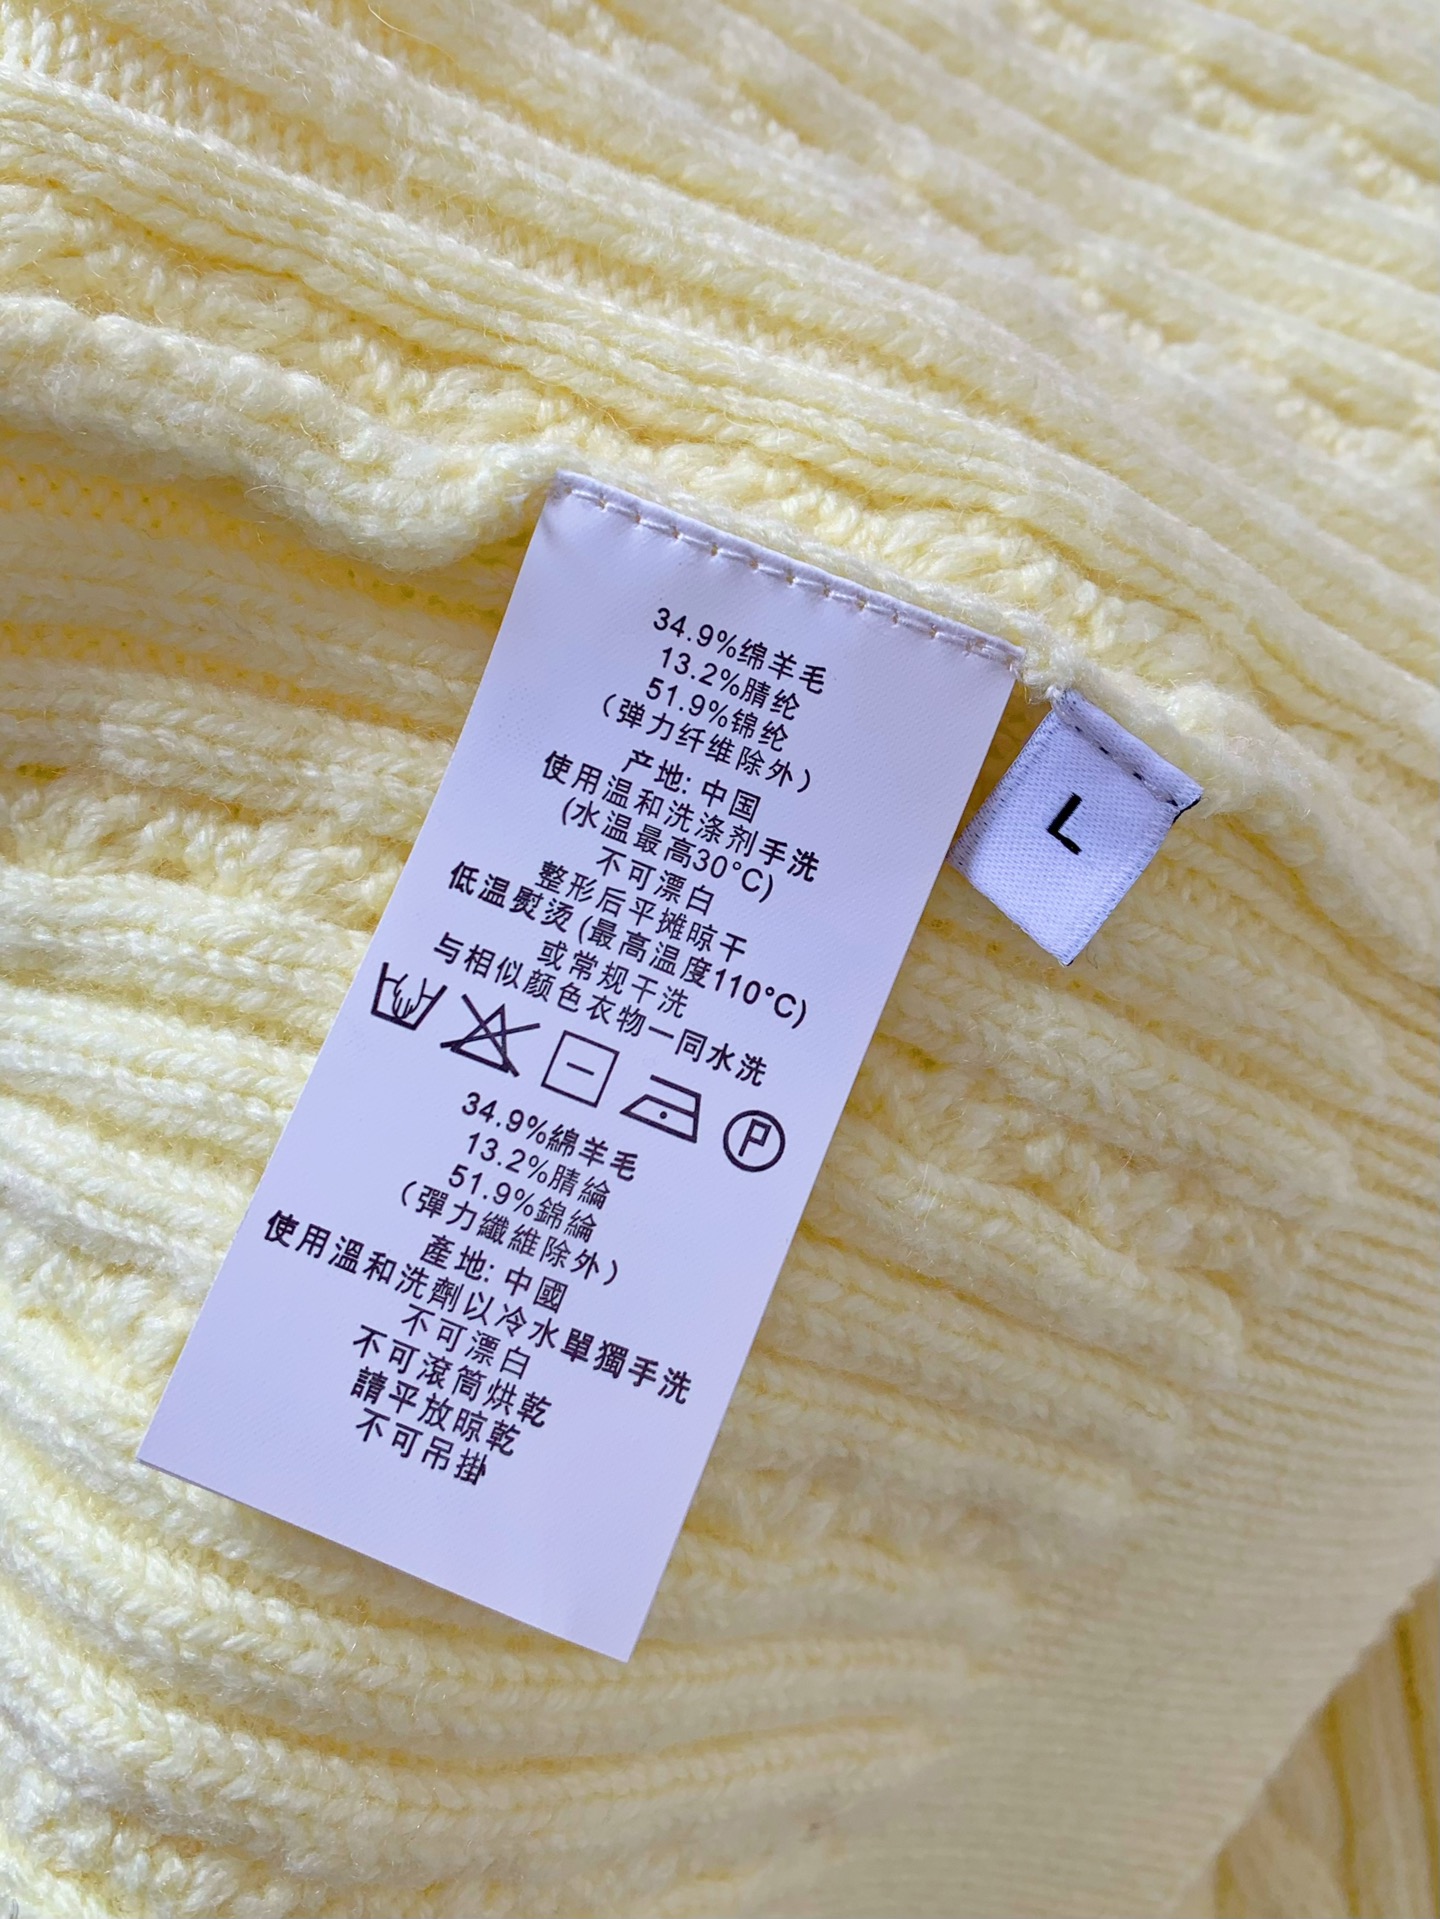 34.9%绵羊毛
13.2%腈纶
51.9%锦纶
（弹力纤维除外）
产地: 中国
使用温和洗涤剂手洗
(水温最高30°C)
不可漂白
整形后平摊晾干
低温熨烫(最高温度110°C)
或常规干洗
与相似颜色衣物一同水洗
P
34.9%綿羊毛
13.2%腈綸
51.9%錦綸
（彈力纖維除外）
產地: 中國
使用溫和洗劑以冷水單獨手洗
不可漂白
不可滾筒烘乾
請平放晾乾
不可吊掛
L